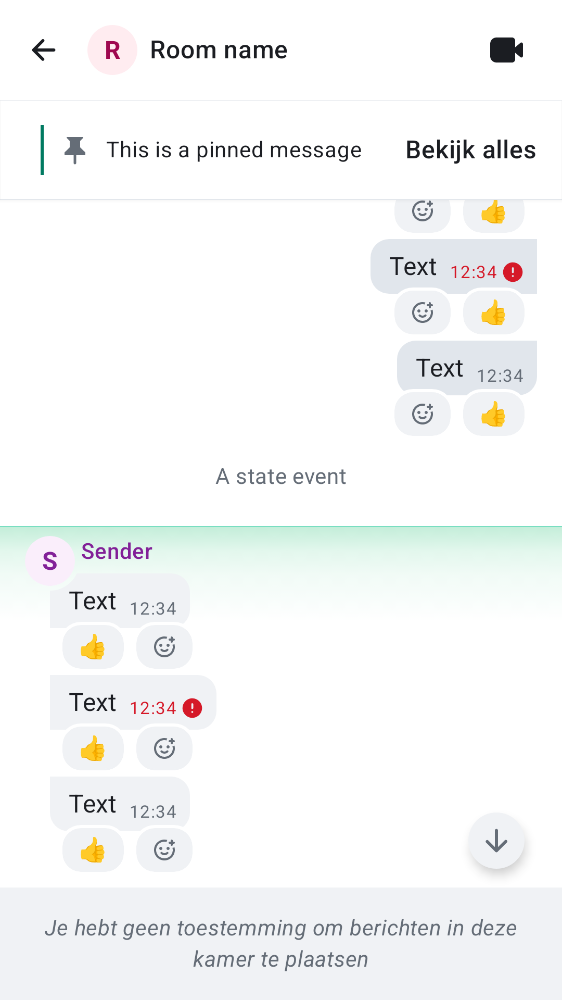 R Room name
This is a pinned message Bekijk alles
👍
Text 12:34
👍
Text 12:34
👍
A state event
S Sender
Text 12:34
👍
Text 12:34
👍
Text 12:34
👍
Je hebt geen toestemming om berichten in deze
kamer te plaatsen